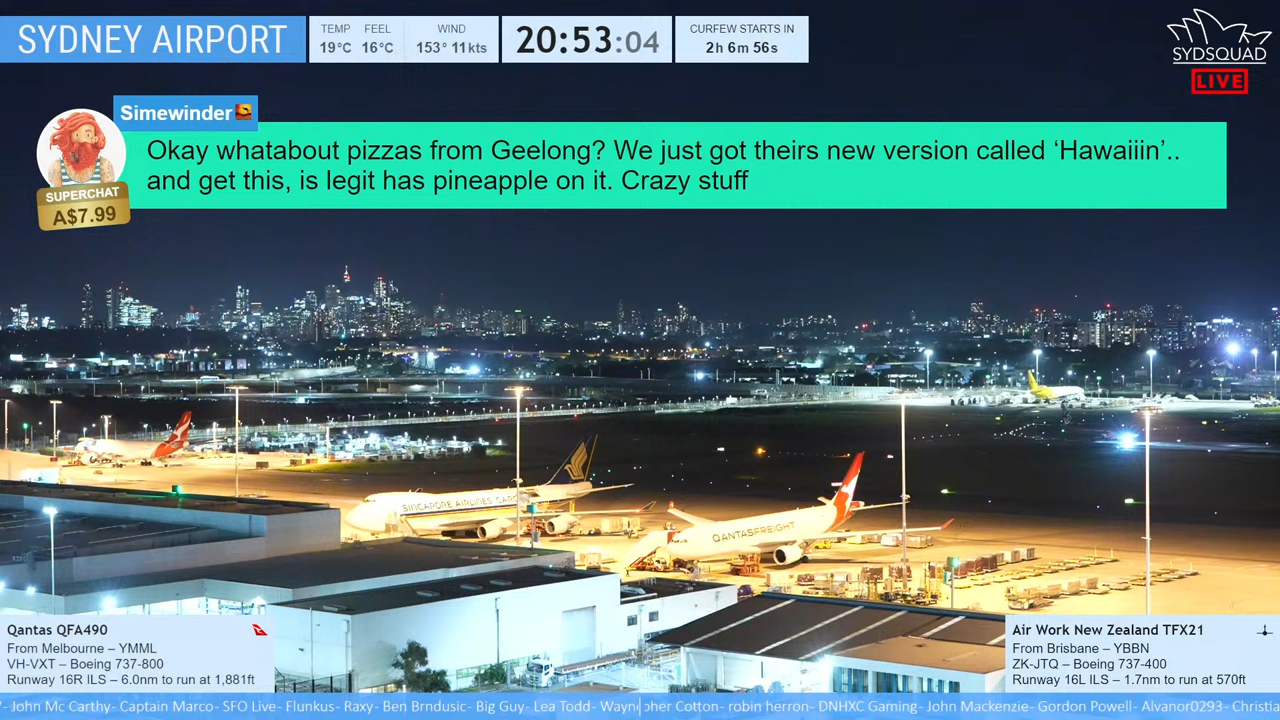 SYDNEY AIRPORT
TEMP FEEL WIND
19°C 16°C 153° 11kts
20:53:04
CURFEW STARTS IN
2h 6m 56s
SYDSQUAD
LIVE
Simewinder
Okay whatabout pizzas from Geelong? We just got theirs new version called ‘Hawaiiin’..
and get this, is legit has pineapple on it. Crazy stuff
SUPERCHAT
A$7.99
SINGAPORE AIRLINES CARGO
QANTASFREIGHT
Qantas QFA490
From Melbourne – YMML
VH-VXT – Boeing 737-800
Runway 16R ILS – 6.0nm to run at 1,881ft
Air Work New Zealand TFX21
From Brisbane – YBBN
ZK-JTQ – Boeing 737-400
Runway 16L ILS – 1.7nm to run at 570ft
- John Mc Carthy- Captain Marco- SFO Live- Flunkus- Raxy- Ben Brndusic- Big Guy- Lea Todd- Wayn pher Cotton- robin herron- DNHXC Gaming- John Mackenzie- Gordon Powell- Alvanor0293- Christia